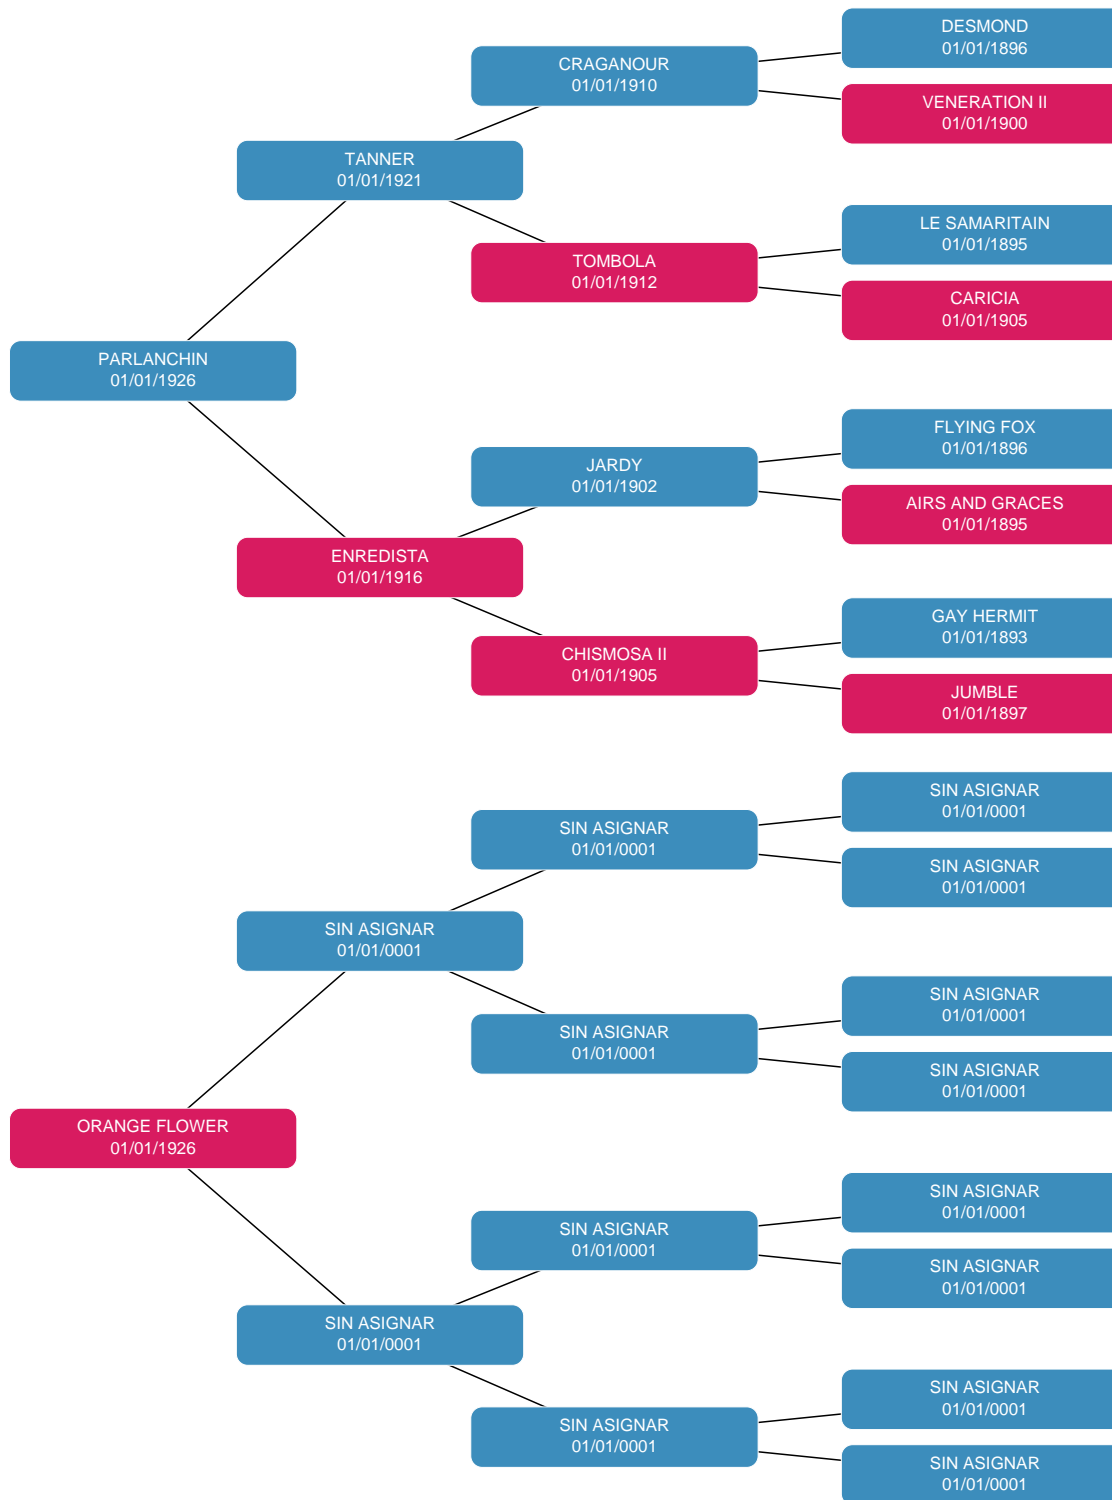 DESMOND
01/01/1896
CRAGANOUR
01/01/1910
VENERATION II
01/01/1900
TANNER
01/01/1921
LE SAMARITAIN
01/01/1895
TOMBOLA
01/01/1912
CARICIA
01/01/1905
PARLANCHIN
01/01/1926
FLYING FOX
01/01/1896
JARDY
01/01/1902
AIRS AND GRACES
01/01/1895
ENREDISTA
01/01/1916
GAY HERMIT
01/01/1893
CHISMOSA II
01/01/1905
JUMBLE
01/01/1897
SIN ASIGNAR
01/01/0001
SIN ASIGNAR
01/01/0001
SIN ASIGNAR
01/01/0001
SIN ASIGNAR
01/01/0001
SIN ASIGNAR
01/01/0001
SIN ASIGNAR
01/01/0001
SIN ASIGNAR
01/01/0001
ORANGE FLOWER
01/01/1926
SIN ASIGNAR
01/01/0001
SIN ASIGNAR
01/01/0001
SIN ASIGNAR
01/01/0001
SIN ASIGNAR
01/01/0001
SIN ASIGNAR
01/01/0001
SIN ASIGNAR
01/01/0001
SIN ASIGNAR
01/01/0001